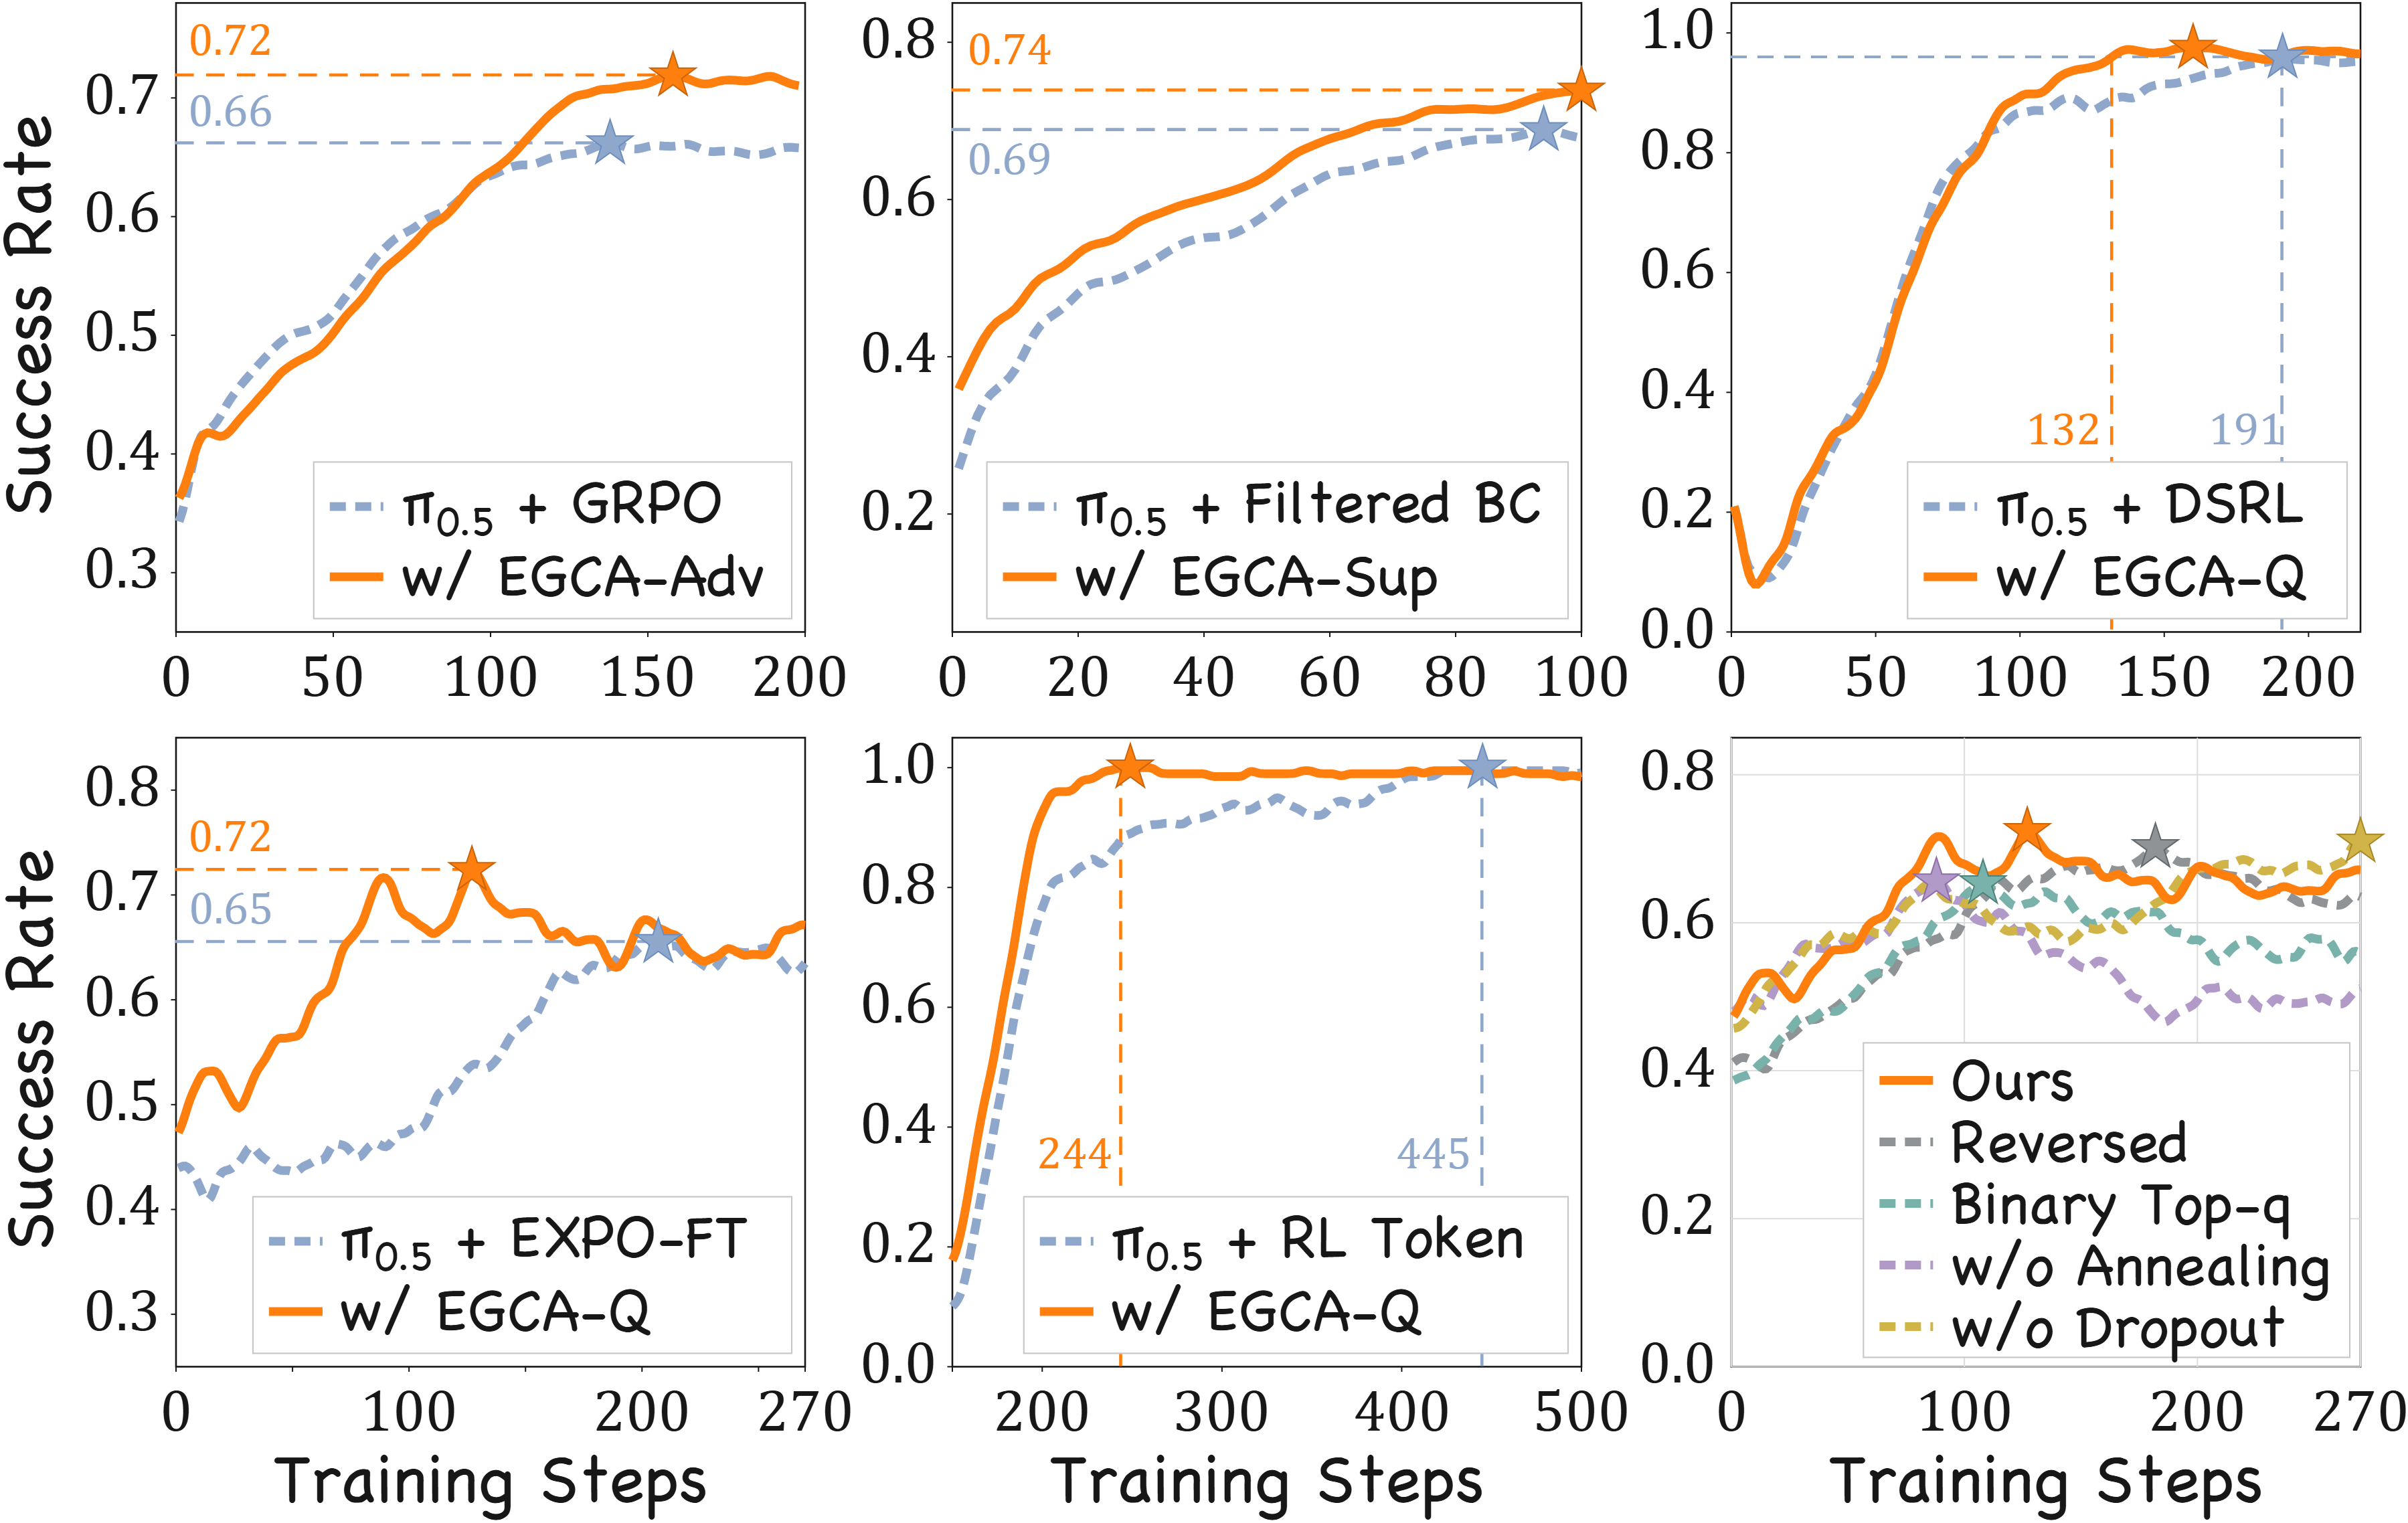 Success Rate
0.72
0.66
0.7
0.6
0.5
0.4
0.3
π0.5 + GRPO
w/ EGCA-Adv
0 50 100 150 200
0.74
0.69
0.8
0.6
0.4
0.2
π0.5 + Filtered BC
w/ EGCA-Sup
0 20 40 60 80 100
1.0
0.8
0.6
0.4
0.2
0.0
132 191
π0.5 + DSRL
w/ EGCA-Q
0 50 100 150 200
Success Rate
0.72
0.65
0.8
0.7
0.6
0.5
0.4
0.3
π0.5 + EXPO-FT
w/ EGCA-Q
0 100 200 270
Training Steps
1.0
0.8
0.6
0.4
0.2
0.0
244 445
π0.5 + RL Token
w/ EGCA-Q
200 300 400 500
Training Steps
0.8
0.6
0.4
0.2
0.0
Ours
Reversed
Binary Top-q
w/o Annealing
w/o Dropout
0 100 200 270
Training Steps